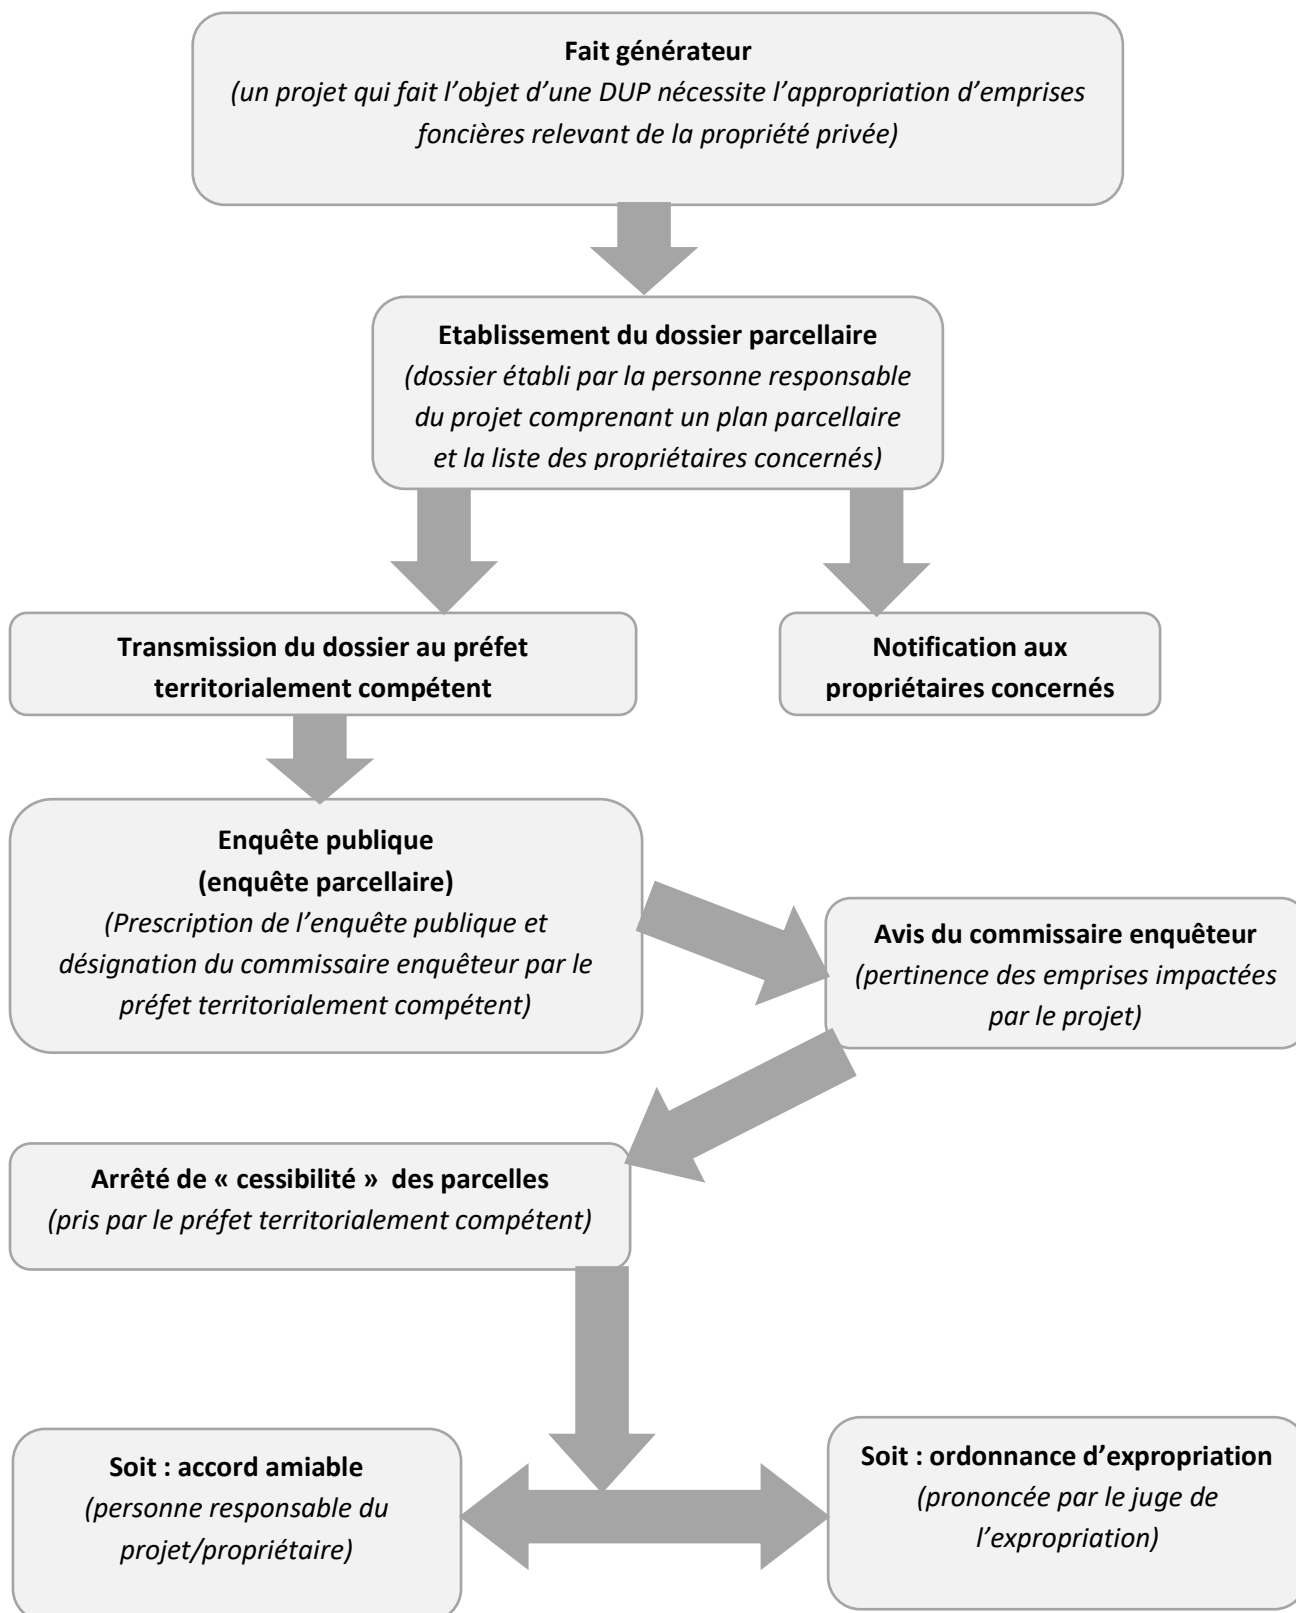 Fait générateur
(un projet qui fait l’objet d’une DUP nécessite l’appropriation d’emprises
foncières relevant de la propriété privée)
Etablissement du dossier parcellaire
(dossier établi par la personne responsable
du projet comprenant un plan parcellaire
et la liste des propriétaires concernés)
Transmission du dossier au préfet
territorialement compétent
Notification aux
propriétaires concernés
Enquête publique
(enquête parcellaire)
(Prescription de l’enquête publique et
désignation du commissaire enquêteur par le
préfet territorialement compétent)
Avis du commissaire enquêteur
(pertinence des emprises impactées
par le projet)
Arrêté de « cessibilité » des parcelles
(pris par le préfet territorialement compétent)
Soit : accord amiable
(personne responsable du
projet/propriétaire)
Soit : ordonnance d’expropriation
(prononcée par le juge de
l’expropriation)